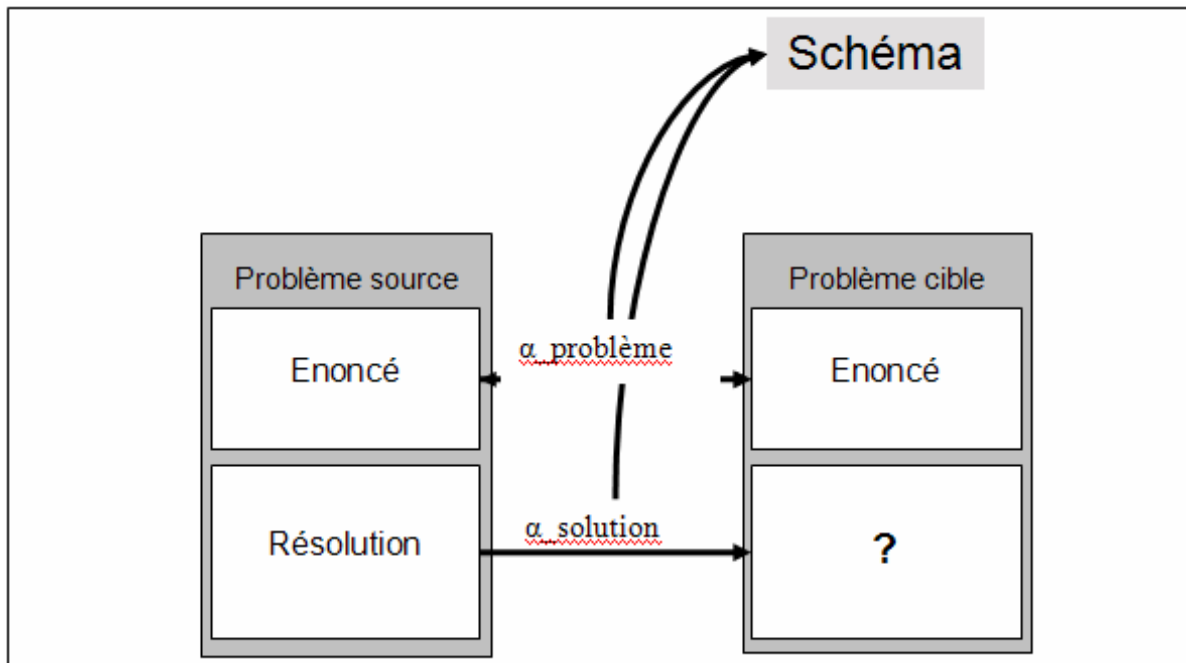 Schéma
Problème source
Problème cible
α_problème
Enoncé
Enoncé
α_solution
Résolution
?